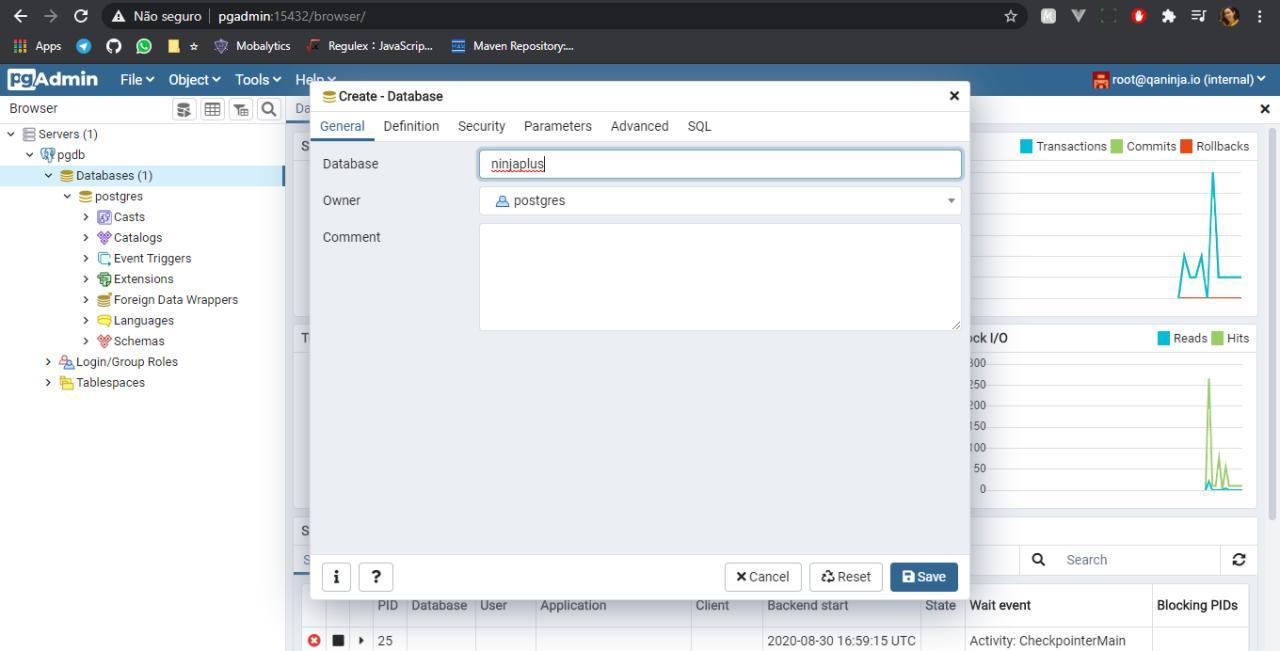 Não seguro | pgadmin:15432/browser/
Apps Mobalytics Regulex : JavaScrip... Maven Repository:...
pgAdmin File Object Tools Help root@qaninja.io (internal)
Browser
Servers (1)
pgdb
Databases (1)
postgres
Casts
Catalogs
Event Triggers
Extensions
Foreign Data Wrappers
Languages
Schemas
Login/Group Roles
Tablespaces
Da
Create - Database
General Definition Security Parameters Advanced SQL
Database ninjaplus
Owner postgres
Comment
i ? Cancel Reset Save
S
Transactions Commits Rollbacks
T
ock I/O Reads Hits
300
250
200
150
50
0
S
S
Search
PID Database User Application Client Backend start State Wait event Blocking PIDs
25 2020-08-30 16:59:15 UTC Activity: CheckpointerMain